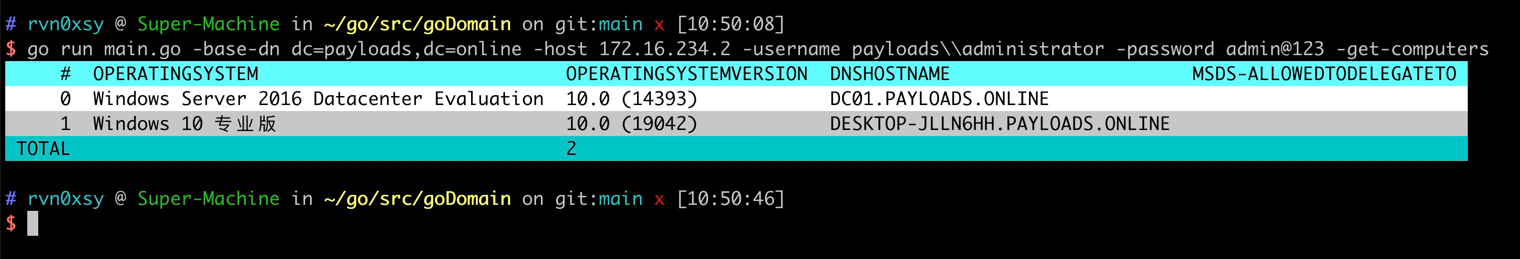 # rvn0xsy @ Super-Machine in ~/go/src/goDomain on git:main x [10:50:08]
$ go run main.go -base-dn dc=payloads,dc=online -host 172.16.234.2 -username payloads\\administrator -password admin@123 -get-computers
# OPERATINGSYSTEM OPERATINGSYSTEMVERSION DNSHOSTNAME MSDS-ALLOWEDTODELEGATETO
0 Windows Server 2016 Datacenter Evaluation 10.0 (14393) DC01.PAYLOADS.ONLINE
1 Windows 10 专业版 10.0 (19042) DESKTOP-JLLN6HH.PAYLOADS.ONLINE
TOTAL 2
# rvn0xsy @ Super-Machine in ~/go/src/goDomain on git:main x [10:50:46]
$